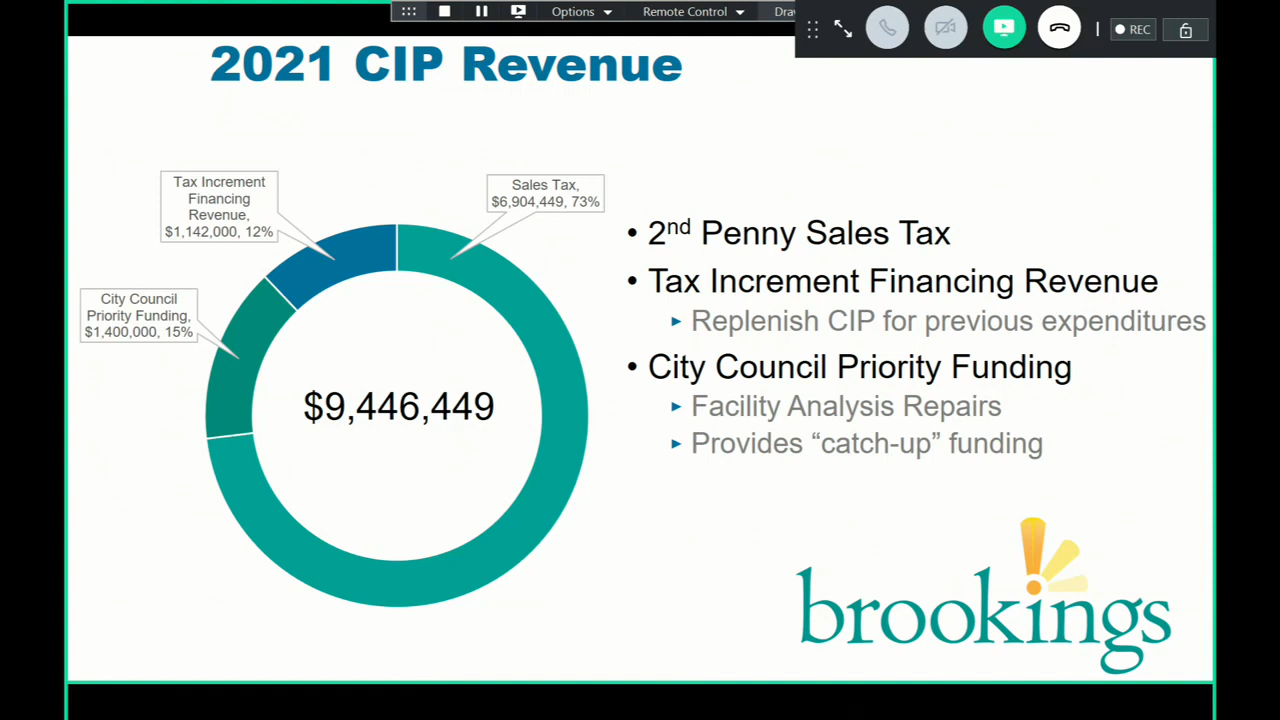 Options
Remote Control
Draw
REC
2021 CIP Revenue
Tax Increment
Financing
Revenue,
$1,142,000, 12%
Sales Tax,
$6,904,449, 73%
City Council
Priority Funding,
$1,400,000, 15%
$9,446,449
• 2nd Penny Sales Tax
• Tax Increment Financing Revenue
Replenish CIP for previous expenditures
• City Council Priority Funding
Facility Analysis Repairs
Provides “catch-up” funding
brookings